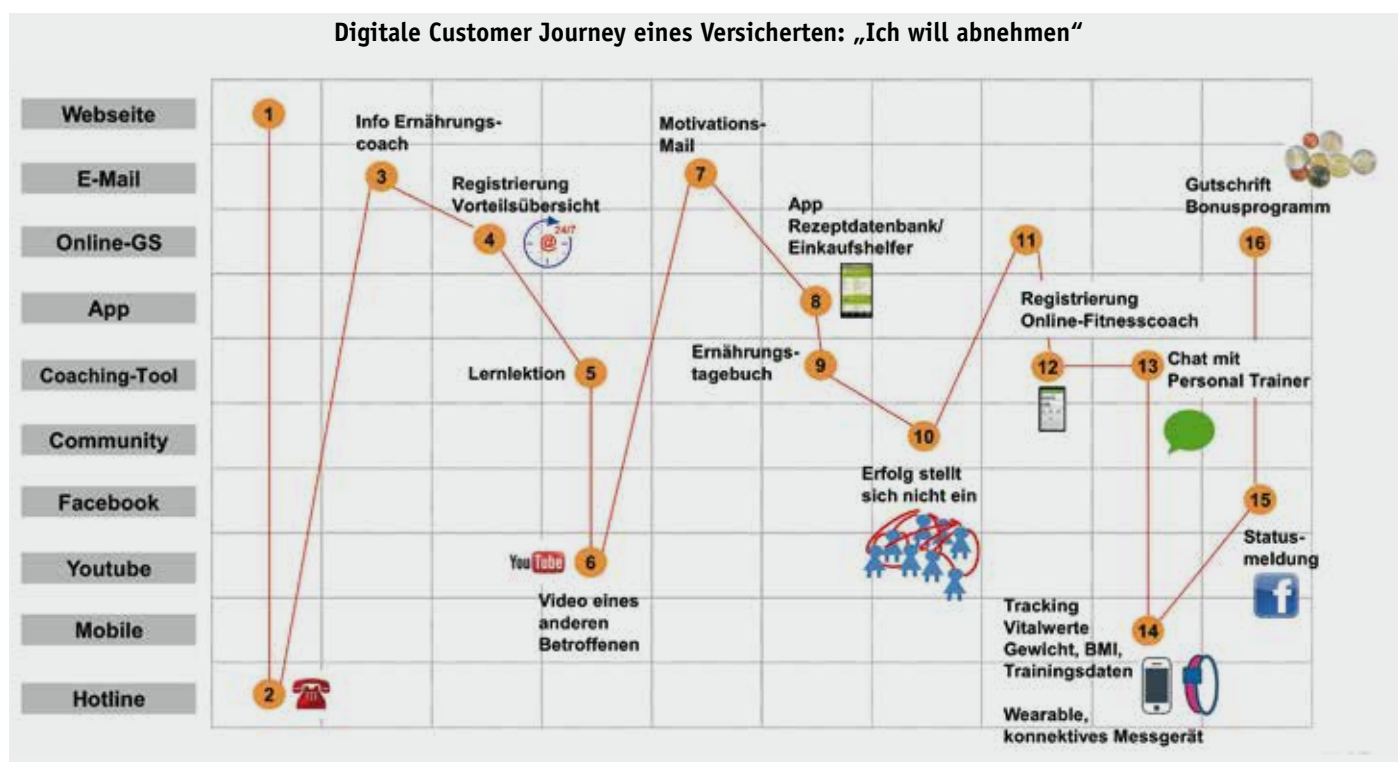 Digitale Customer Journey eines Versicherten: „Ich will abnehmen“
Webseite
E-Mail
Online-GS
App
Coaching-Tool
Community
Facebook
Youtube
Mobile
Hotline
1
2
Info Ernährungs-
coach
3
Registrierung
Vorteilsübersicht
4
@
24/7
Lernlektion
5
YouTube
6
Video eines
anderen
Betroffenen
Motivations-
Mail
7
App
Rezeptdatenbank/
Einkaufshelfer
8
Ernährungs-
tagebuch
9
10
Erfolg stellt
sich nicht ein
11
Registrierung
Online-Fitnesscoach
12
13
Chat mit
Personal Trainer
Tracking
Vitalwerte
Gewicht, BMI,
Trainingsdaten
14
Wearable,
konnektives Messgerät
15
Status-
meldung
f
Gutschrift
Bonusprogramm
16